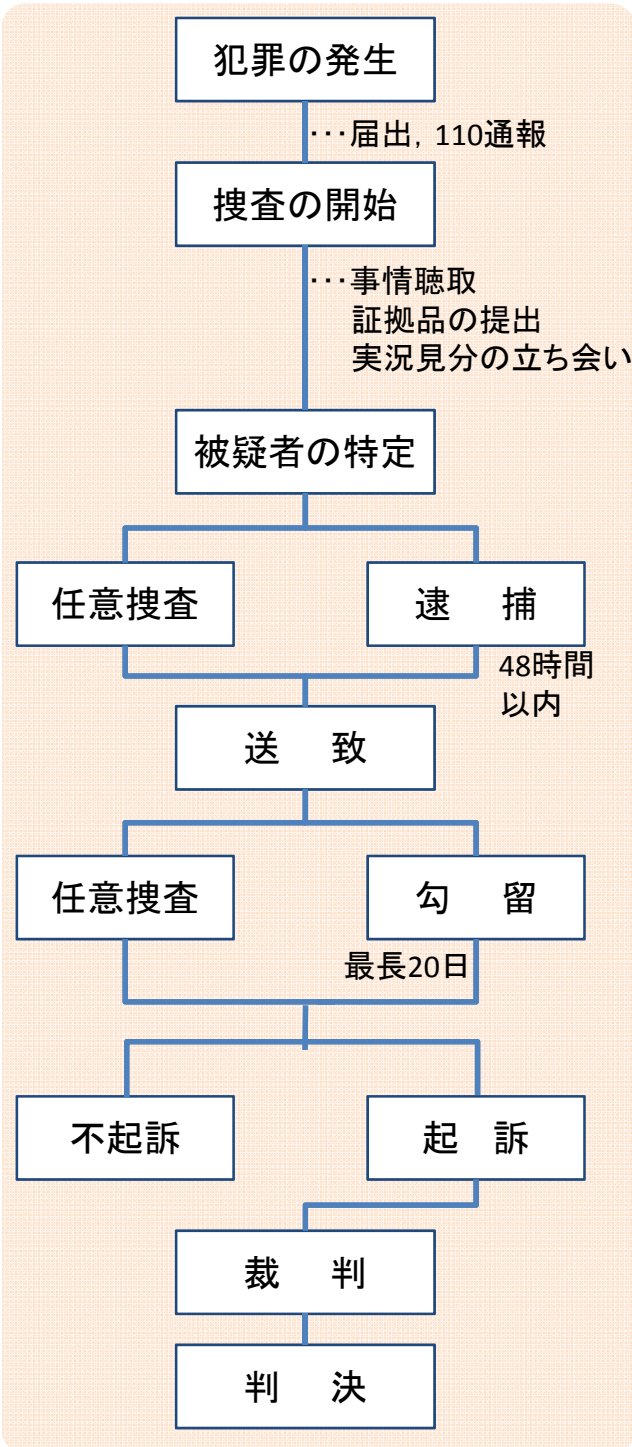 犯罪の発生
･･･届出，110通報
捜査の開始
･･･事情聴取
証拠品の提出
実況見分の立ち会い
被疑者の特定
任意捜査
逮　捕
48時間
以内
送　致
任意捜査
勾　留
最長20日
不起訴
起　訴
裁　判
判　決